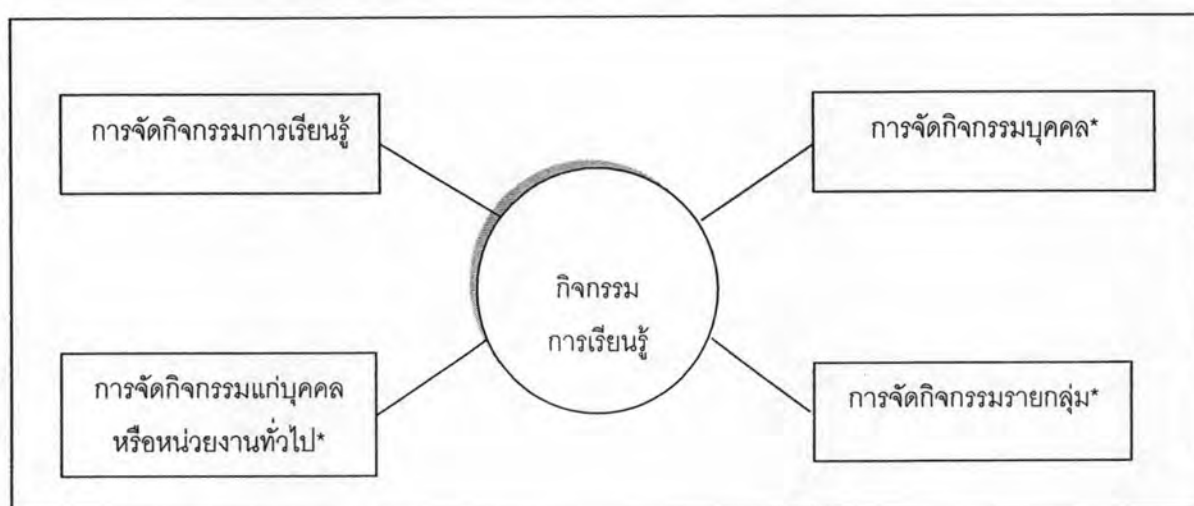 การจัดกิจกรรมการเรียนรู้
การจัดกิจกรรมบุคคล*
กิจกรรม
การเรียนรู้
การจัดกิจกรรมแก่บุคคล
หรือหน่วยงานทั่วไป*
การจัดกิจกรรมรายกลุ่ม*